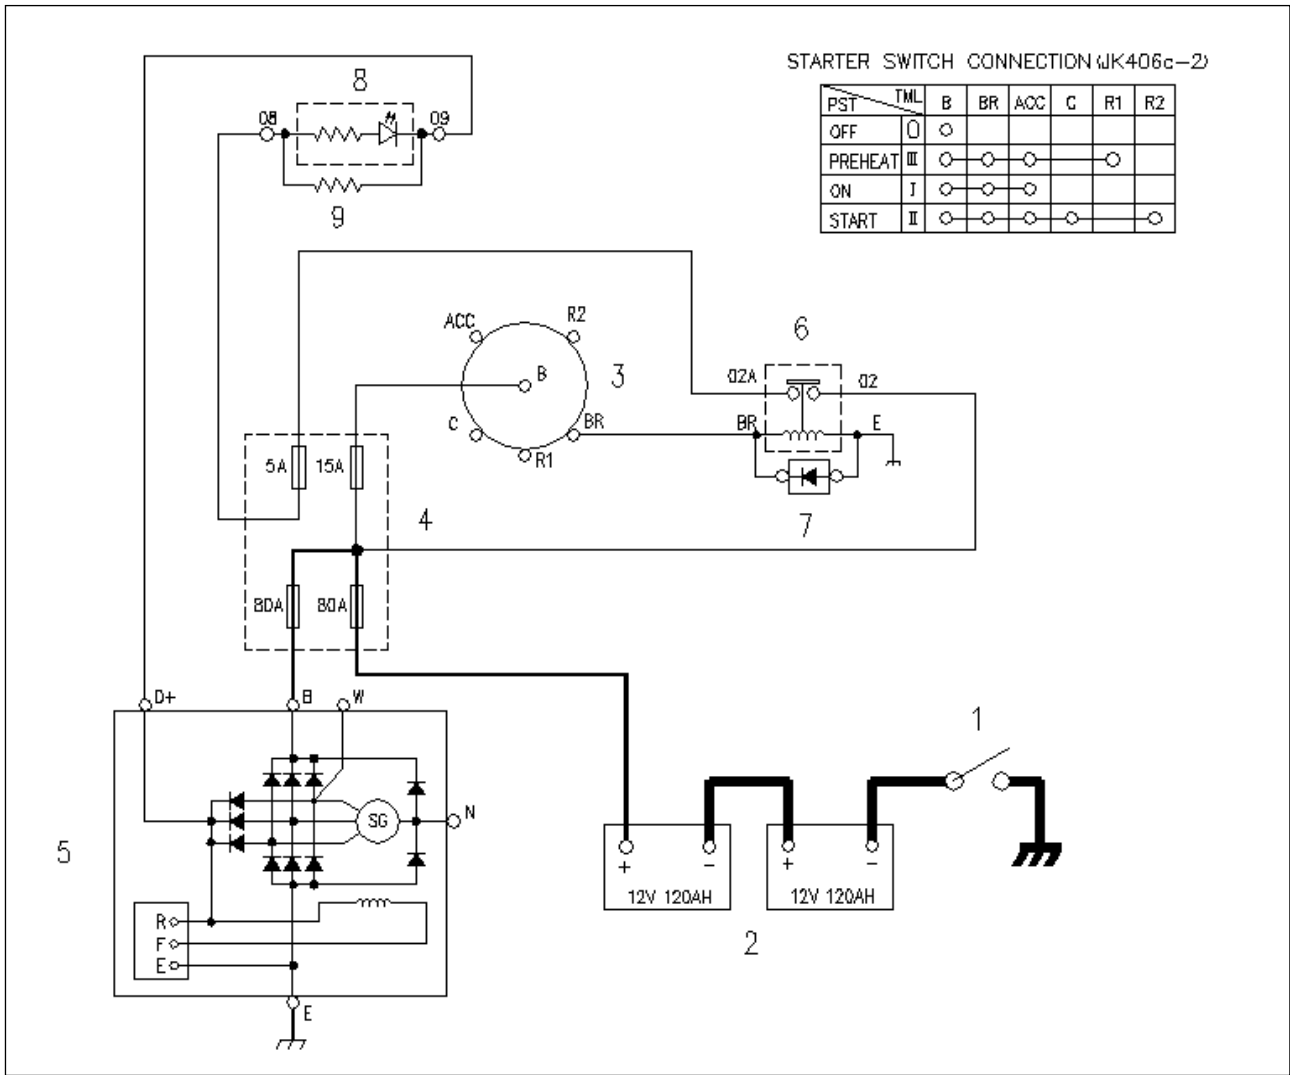 STARTER SWITCH CONNECTION (JK406c-2)
PST TML B BR ACC C R1 R2
OFF O
PREHEAT III
ON I
START II
8
08 09
9
ACC R2
B 3
C BR
R1
6
02A 02
BR E
7
5A 15A
4
80A 80A
D+ B W
SG N
5
R
F
E
E
1
+ - + -
12V 120AH 12V 120AH
2